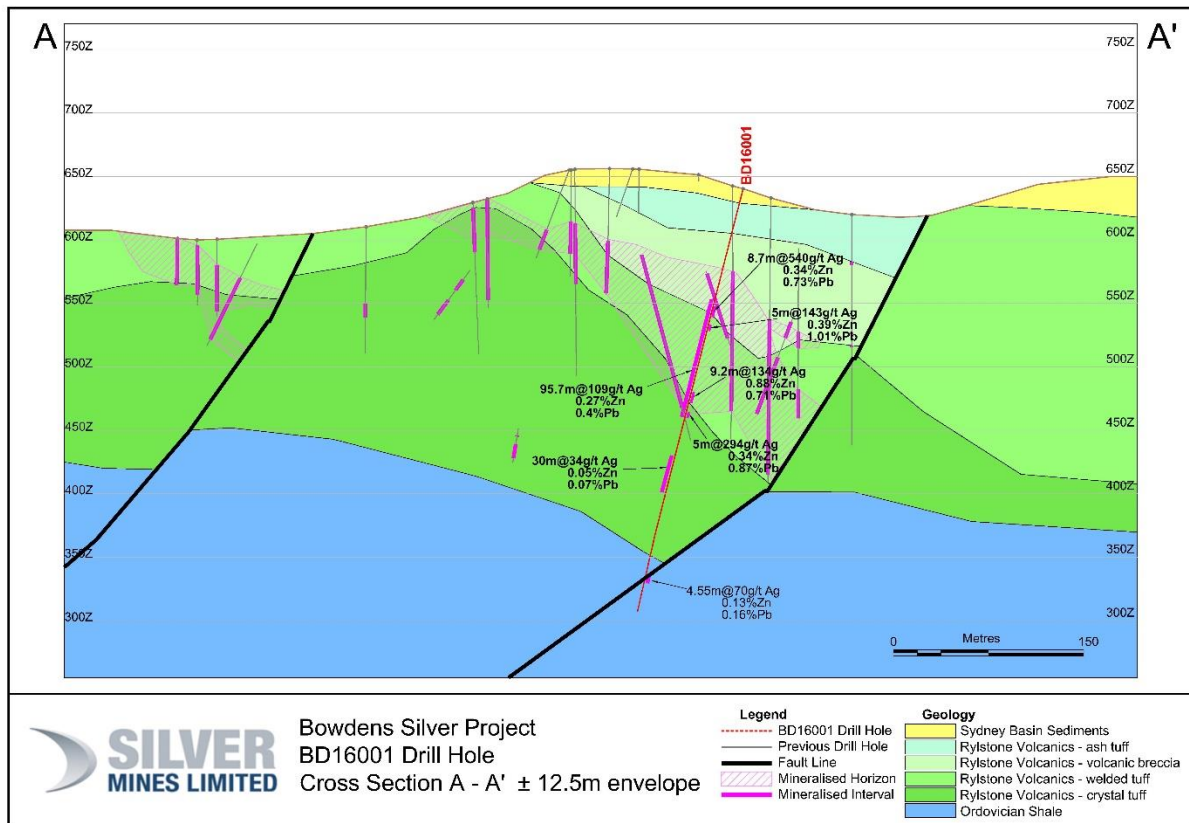 A
A'
750Z
750Z
700Z
700Z
650Z
650Z
BD16001
600Z
600Z
8.7m@540g/t Ag
0.34%Zn
0.73%Pb
550Z
550Z
5m@143g/t Ag
0.39%Zn
1.01%Pb
500Z
500Z
9.2m@134g/t Ag
0.88%Zn
0.71%Pb
95.7m@109g/t Ag
0.27%Zn
0.4%Pb
450Z
450Z
5m@294g/t Ag
0.34%Zn
0.87%Pb
30m@34g/t Ag
0.05%Zn
0.07%Pb
400Z
400Z
350Z
350Z
4.55m@70g/t Ag
0.13%Zn
0.16%Pb
300Z
300Z
0 Metres 150
SILVER
MINES LIMITED
Bowdens Silver Project
BD16001 Drill Hole
Cross Section A - A' ± 12.5m envelope
Legend
BD16001 Drill Hole
Previous Drill Hole
Fault Line
Mineralised Horizon
Mineralised Interval
Geology
Sydney Basin Sediments
Rylstone Volcanics - ash tuff
Rylstone Volcanics - volcanic breccia
Rylstone Volcanics - welded tuff
Rylstone Volcanics - crystal tuff
Ordovician Shale